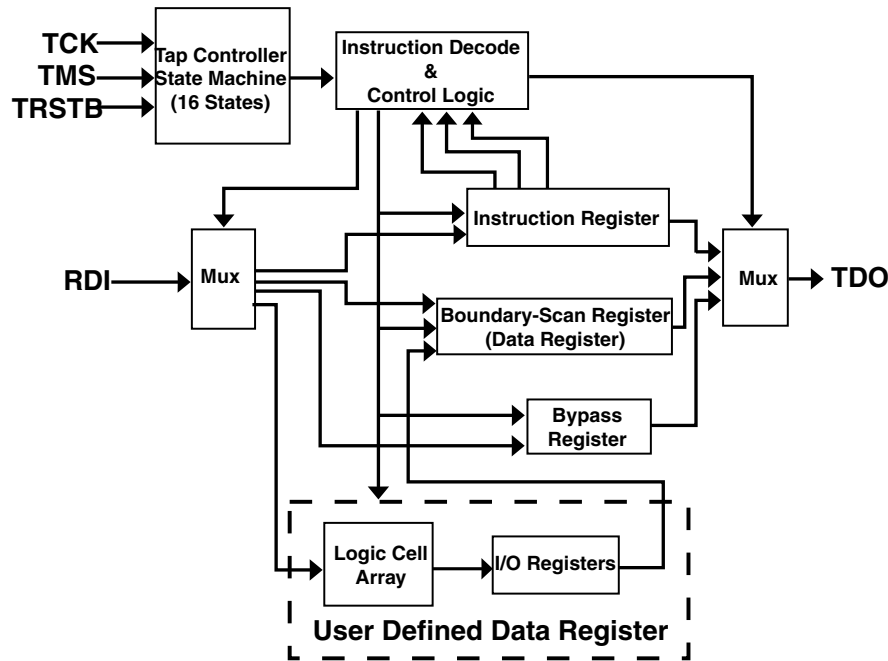 TCK
TMS
TRSTB
Tap Controller
State Machine
(16 States)
Instruction Decode
&
Control Logic
RDI
Mux
Instruction Register
Boundary-Scan Register
(Data Register)
Bypass
Register
Mux
TDO
Logic Cell
Array
I/O Registers
User Defined Data Register